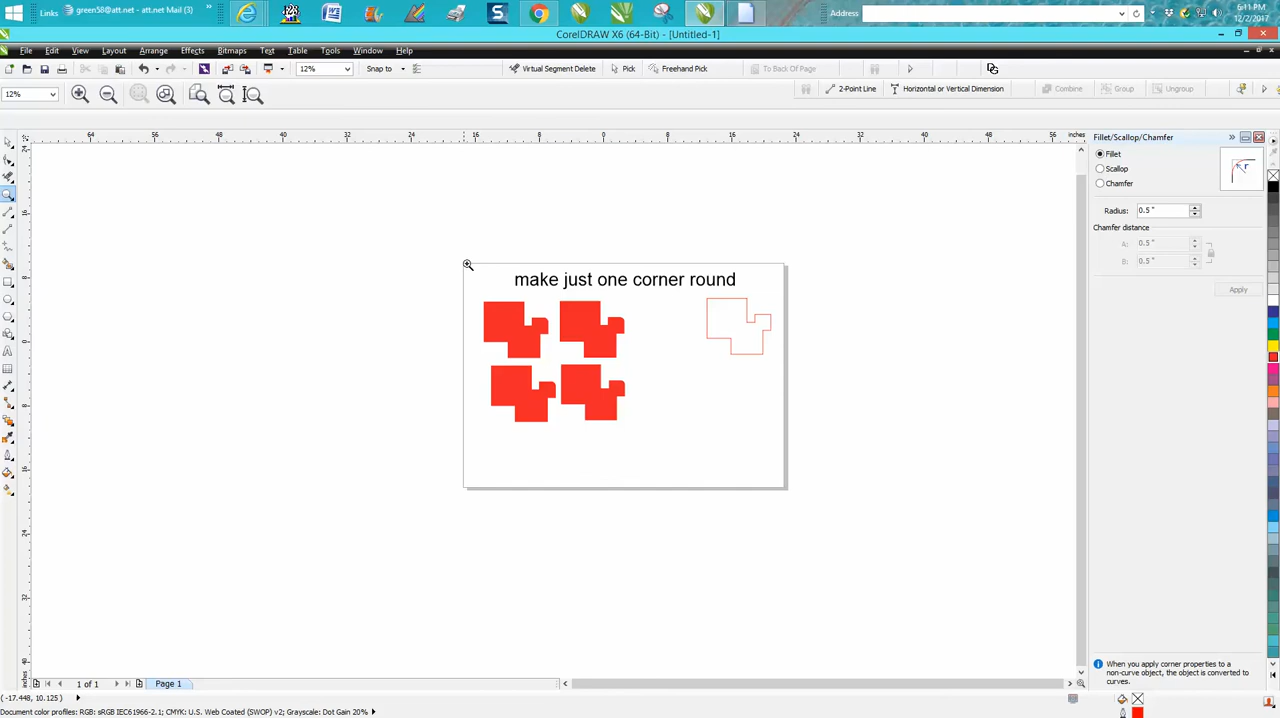 Links
green58@att.net - att.net Mail (3)
Address
6:11 PM
12/2/2017
CorelDRAW X6 (64-Bit) - [Untitled-1]
File Edit View Layout Arrange Effects Bitmaps Text Table Tools Window Help
12% Snap to Virtual Segment Delete Pick Freehand Pick To Back Of Page
12% 2-Point Line Horizontal or Vertical Dimension Combine Group Ungroup
64 56 48 40 32 24 16 8 0 8 16 24 32 40 48 56 inches
Fillet/Scallop/Chamfer
Fillet
Scallop
Chamfer
Radius: 0.5 "
Chamfer distance
A: 0.5 "
B: 0.5 "
Apply
make just one corner round
When you apply corner properties to a
non-curve object, the object is converted to
curves.
1 of 1 Page 1
(-17.448, 10.125)
Document color profiles: RGB: sRGB IEC61966-2.1; CMYK: U.S. Web Coated (SWOP) v2; Grayscale: Dot Gain 20%